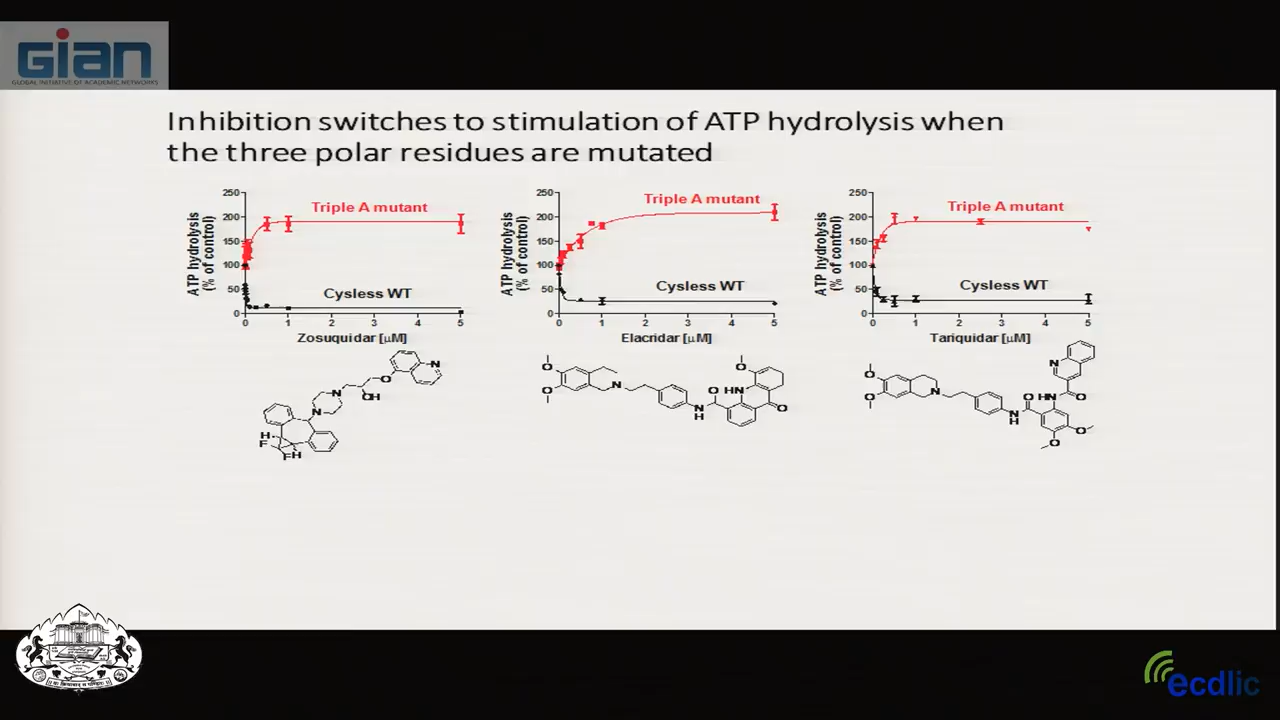 GIAN
GLOBAL INITIATIVE OF ACADEMIC NETWORKS
Inhibition switches to stimulation of ATP hydrolysis when
the three polar residues are mutated
ATP hydrolysis
(% of control)
250
200
150
100
50
0
Triple A mutant
Cysless WT
0 1 2 3 4 5
Zosuquidar [μM]
ATP hydrolysis
(% of control)
250
200
150
100
50
0
Triple A mutant
Cysless WT
0 1 2 3 4 5
Elacridar [μM]
ATP hydrolysis
(% of control)
250
200
150
100
50
0
Triple A mutant
Cysless WT
0 1 2 3 4 5
Tariquidar [μM]
N
O
OH
N
N
H
F
F
H
O
O
N
N
H
O
HN
O
O
O
O
N
N
H
O
HN
O
N
O
O
ecdlic